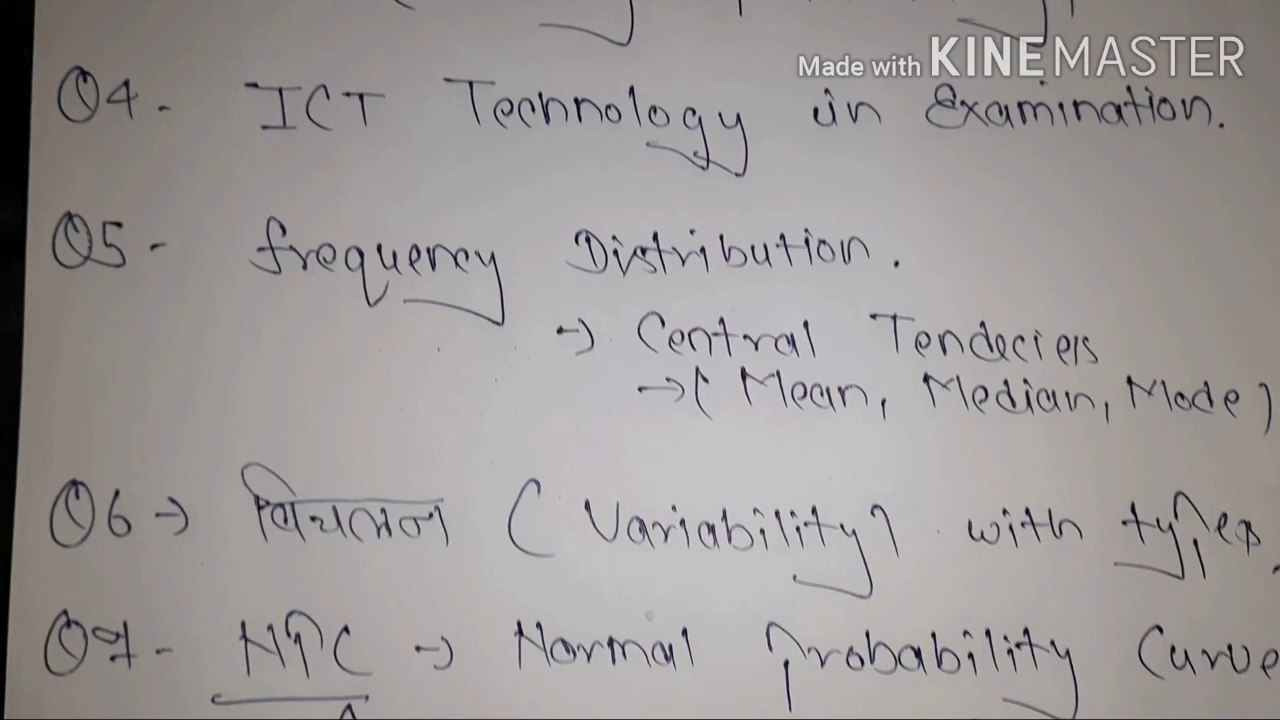 Made with KINEMASTER
Q4- ICT Technology in Examination.
Q5- frequency Distribution.
→ Central Tendecies
→ ( Mean, Median, Mode )
Q6→ विचलन ( Variability) with types.
Q7- NPC → Normal Probability Curve